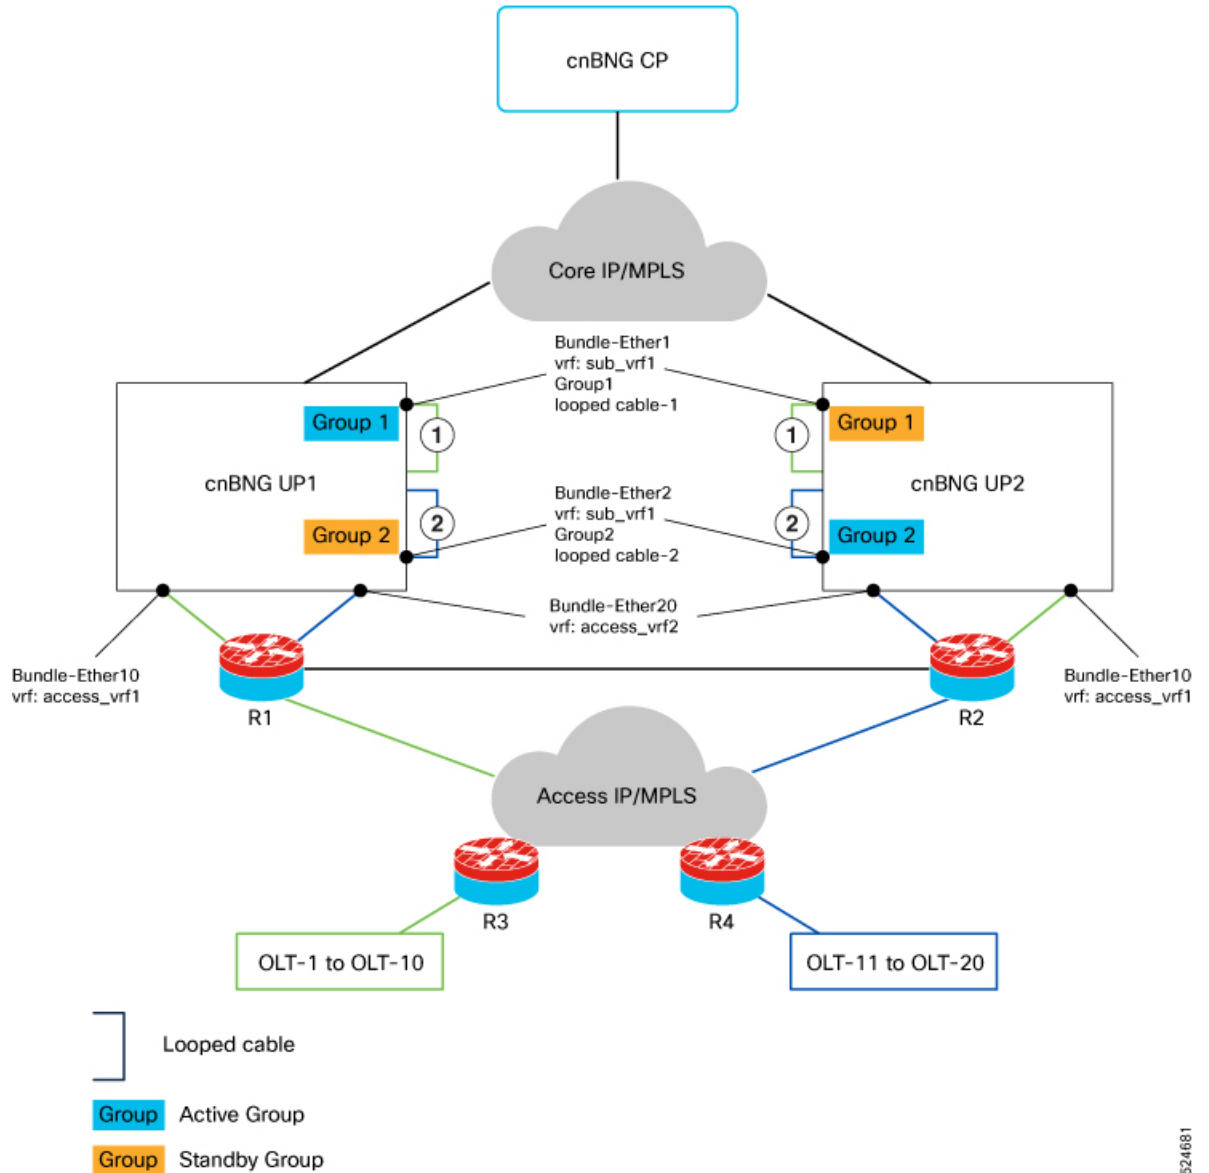 cnBNG CP
Core IP/MPLS
Bundle-Ether1
vrf: sub_vrf1
Group1
looped cable-1
Group 1
1
1
Group 1
cnBNG UP1
cnBNG UP2
Bundle-Ether2
vrf: sub_vrf1
Group2
looped cable-2
Group 2
2
2
Group 2
Bundle-Ether20
vrf: access_vrf2
Bundle-Ether10
vrf: access_vrf1
Bundle-Ether10
vrf: access_vrf1
R1
R2
Access IP/MPLS
R3
R4
OLT-1 to OLT-10
OLT-11 to OLT-20
Looped cable
Group Active Group
Group Standby Group
524681